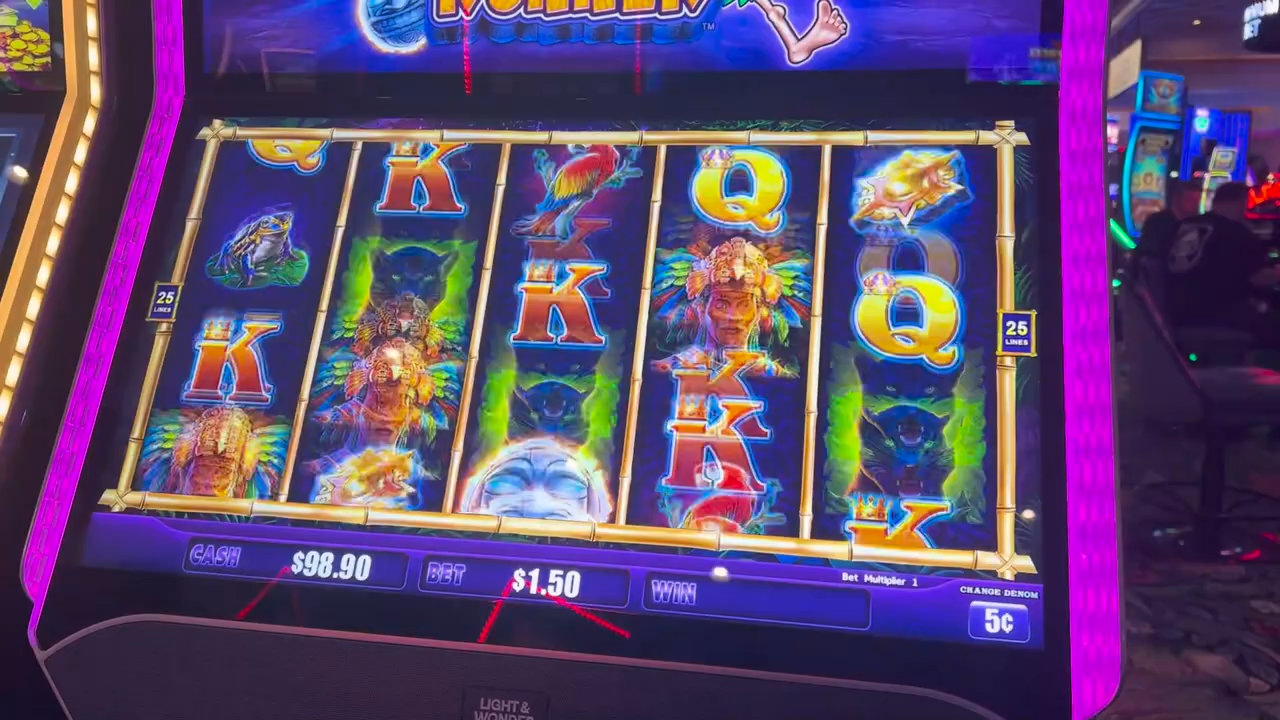 TM
Q
K
Q
K
Q
K
25
LINES
25
LINES
K
K
K
CASH
$98.90
BET
$1.50
WIN
Bet Multiplier 1
CHANGE DENOM
5¢
LIGHT &
WONDER